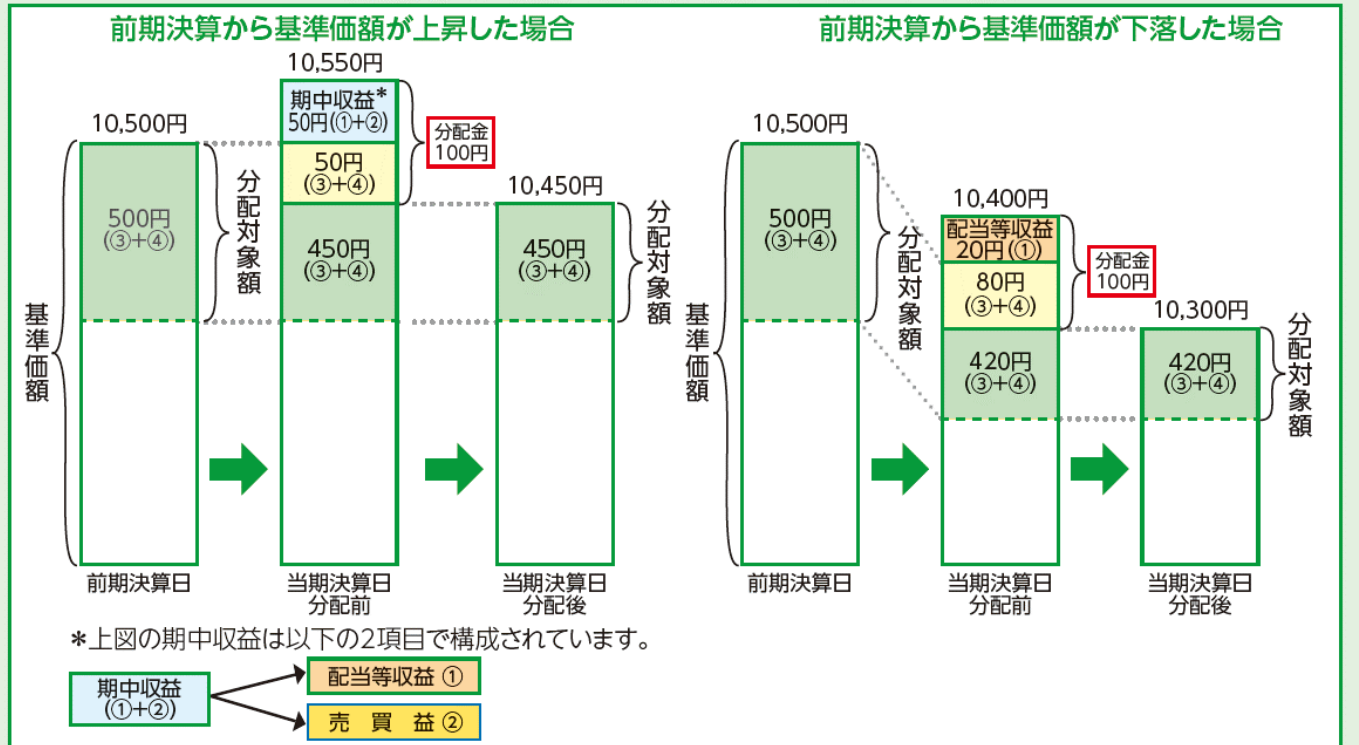 前期決算から基準価額が上昇した場合
10,500円
500円
(③+④)
分配対象額
基準価額
前期決算日
10,550円
期中収益*
50円(①+②)
50円
(③+④)
450円
(③+④)
分配金
100円
当期決算日
分配前
10,450円
450円
(③+④)
分配対象額
当期決算日
分配後
*上図の期中収益は以下の2項目で構成されています。
期中収益
(①+②)
配当等収益 ①
売 買 益 ②
前期決算から基準価額が下落した場合
10,500円
500円
(③+④)
分配対象額
基準価額
前期決算日
10,400円
配当等収益
20円(①)
80円
(③+④)
420円
(③+④)
分配金
100円
当期決算日
分配前
10,300円
420円
(③+④)
分配対象額
当期決算日
分配後